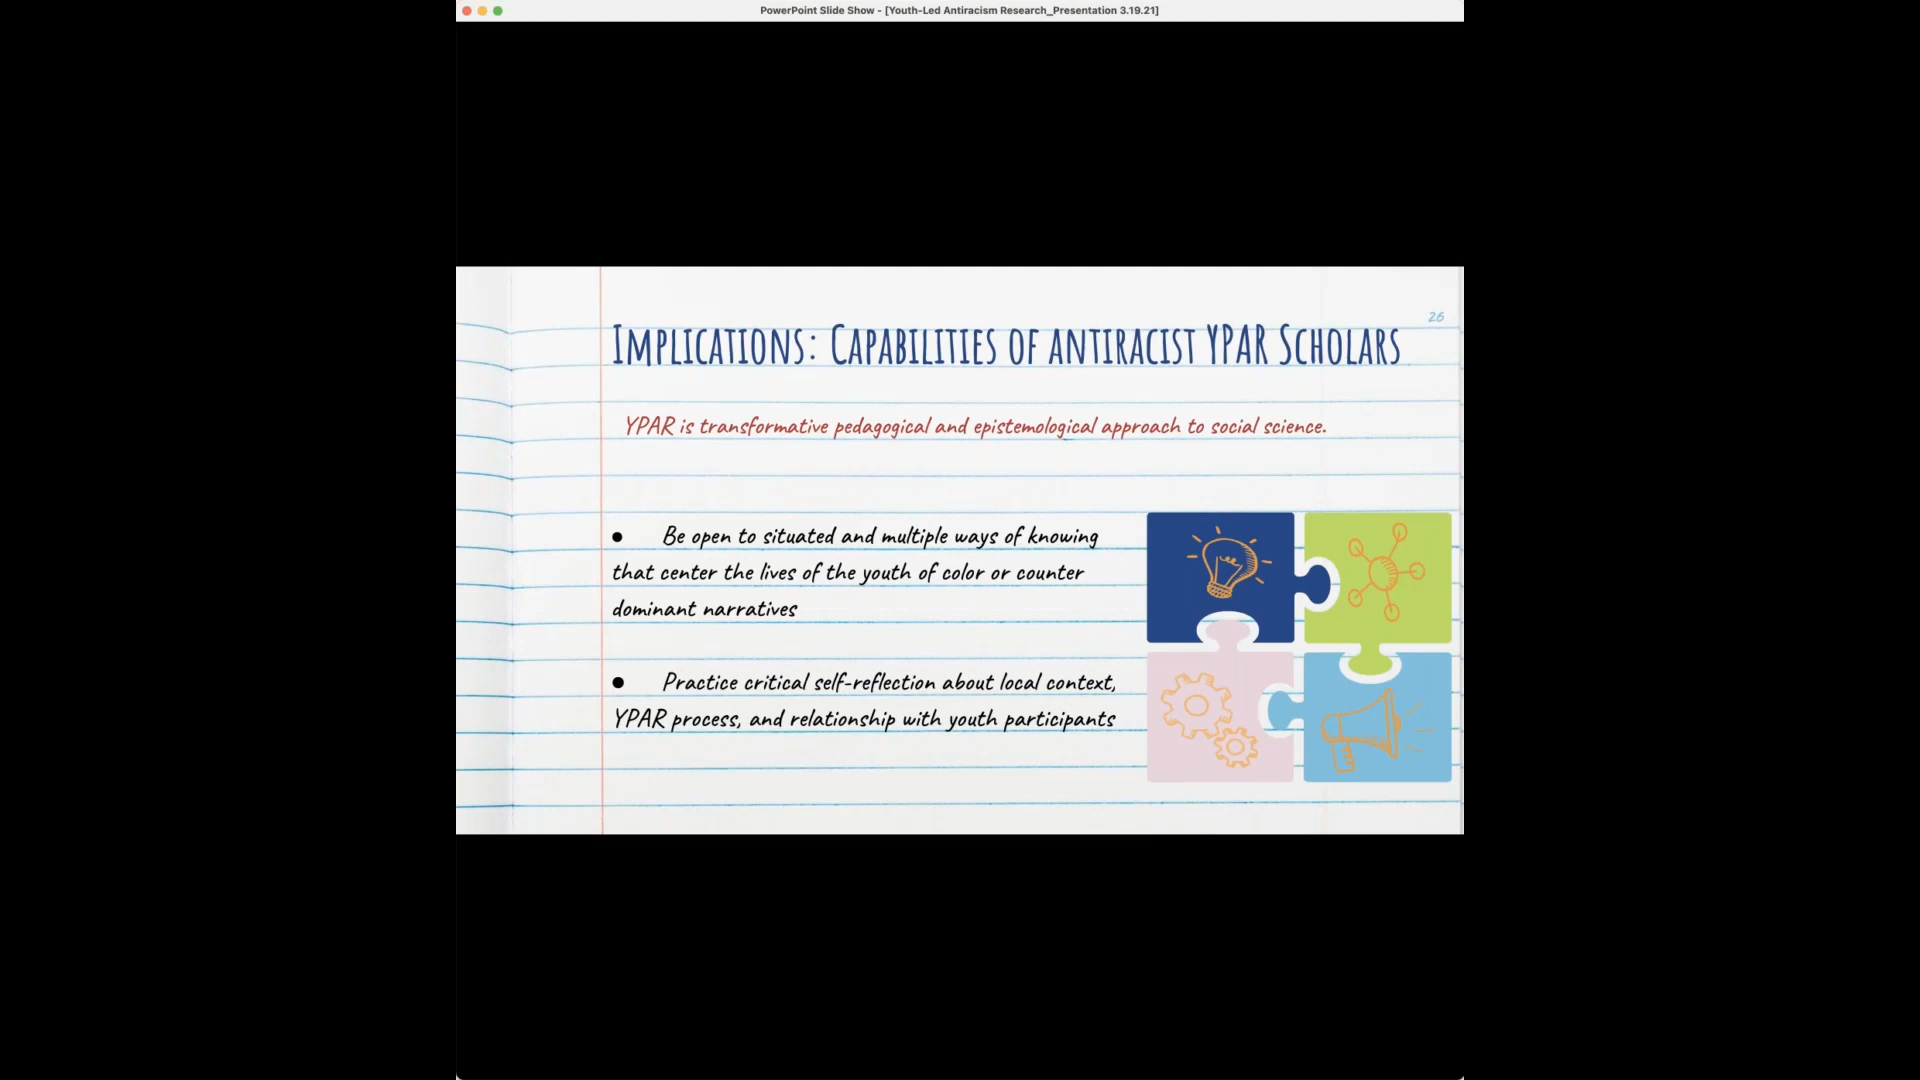 PowerPoint Slide Show - [Youth-Led Antiracism Research_Presentation 3.19.21]
26
Implications: Capabilities of antiracist YPAR Scholars
YPAR is transformative pedagogical and epistemological approach to social science.
● Be open to situated and multiple ways of knowing
that center the lives of the youth of color or counter
dominant narratives
● Practice critical self-reflection about local context,
YPAR process, and relationship with youth participants